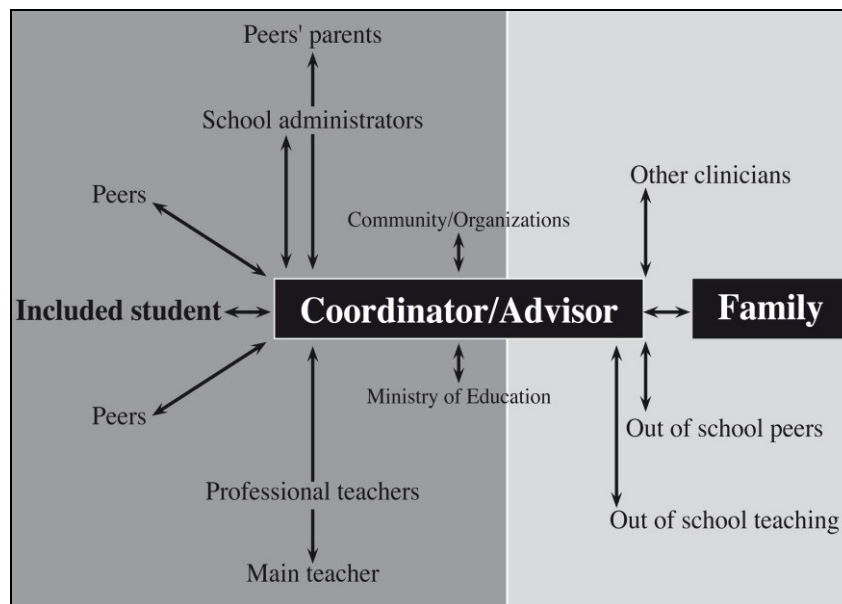 Peers' parents
School administrators
Other clinicians
Peers
Community/Organizations
Included student
Coordinator/Advisor
Family
Ministry of Education
Peers
Out of school peers
Professional teachers
Out of school teaching
Main teacher